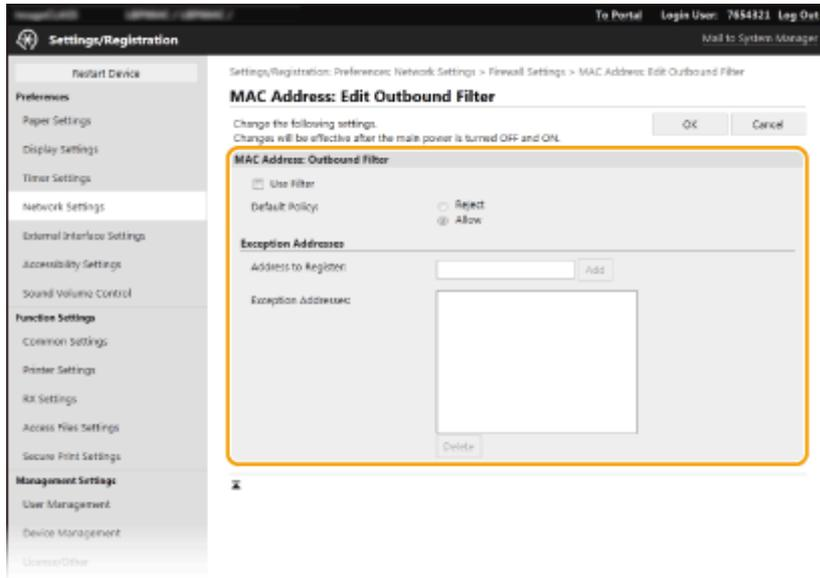 To Portal Login User: 7654321 Log Out
Settings/Registration
Mail to System Manager
Restart Device
Preferences
Paper Settings
Display Settings
Timer Settings
Network Settings
External Interface Settings
Accessibility Settings
Sound Volume Control
Function Settings
Common Settings
Printer Settings
RX Settings
Access Files Settings
Secure Print Settings
Management Settings
User Management
Device Management
License/Other
Settings/Registration: Preferences: Network Settings > Firewall Settings > MAC Address: Edit Outbound Filter
MAC Address: Edit Outbound Filter
Change the following settings.
Changes will be effective after the main power is turned OFF and ON.
OK
Cancel
MAC Address: Outbound Filter
Use Filter
Default Policy:
Reject
Allow
Exception Addresses
Address to Register:
Add
Exception Addresses:
Delete